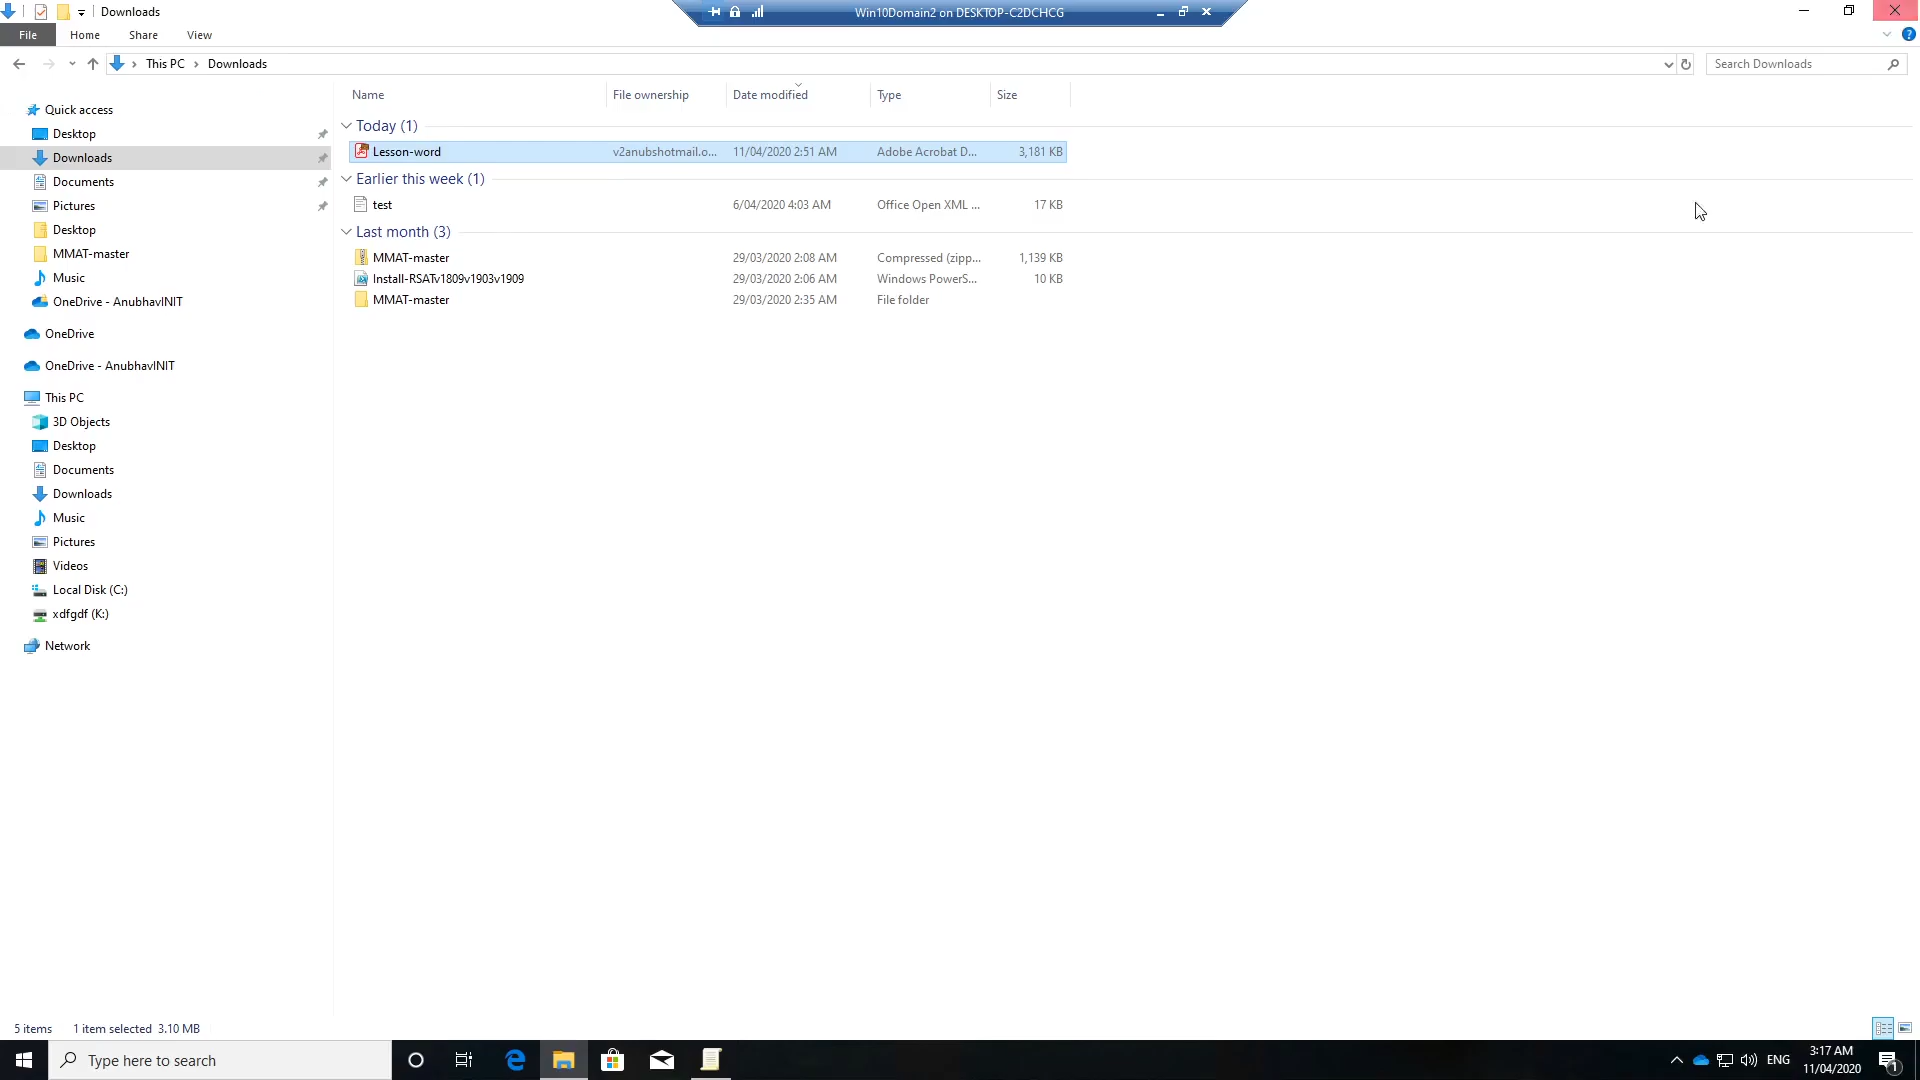 Downloads
Win10Domain2 on DESKTOP-C2DCHCG
File Home Share View
This PC Downloads
Search Downloads
Name File ownership Date modified Type Size
Quick access
Desktop
Downloads
Documents
Pictures
Desktop
MMAT-master
Music
OneDrive - AnubhavINIT
OneDrive
OneDrive - AnubhavINIT
This PC
3D Objects
Desktop
Documents
Downloads
Music
Pictures
Videos
Local Disk (C:)
xdfgdf (K:)
Network
Today (1)
Lesson-word v2anubshotmail.o... 11/04/2020 2:51 AM Adobe Acrobat D... 3,181 KB
Earlier this week (1)
test 6/04/2020 4:03 AM Office Open XML ... 17 KB
Last month (3)
MMAT-master 29/03/2020 2:08 AM Compressed (zipp... 1,139 KB
Install-RSATv1809v1903v1909 29/03/2020 2:06 AM Windows PowerS... 10 KB
MMAT-master 29/03/2020 2:35 AM File folder
5 items 1 item selected 3.10 MB
Type here to search
ENG
3:17 AM
11/04/2020
1